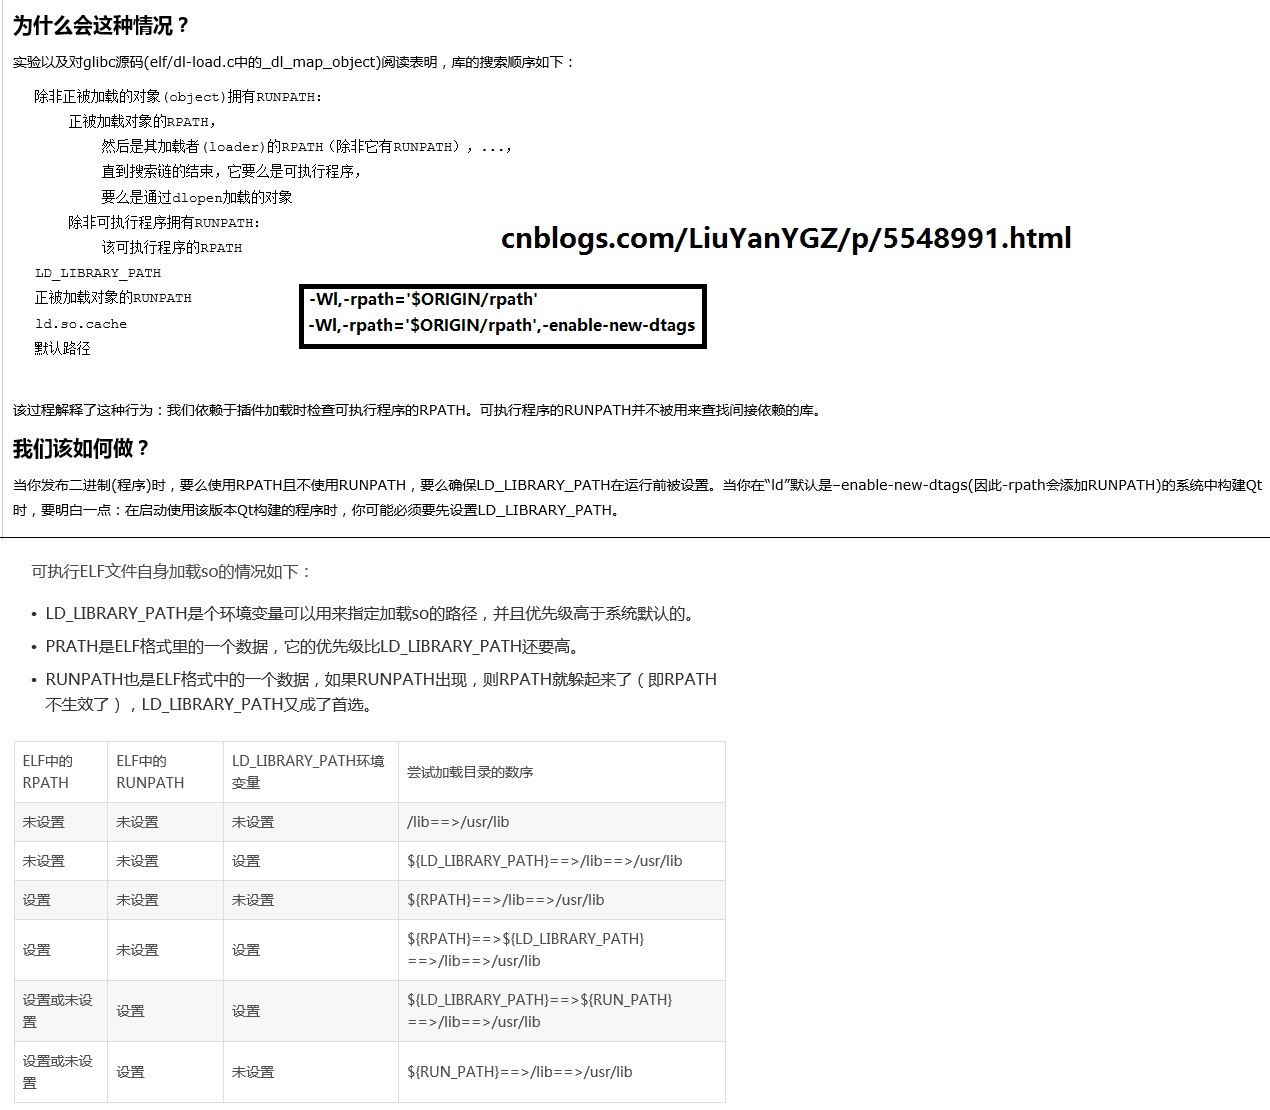 为什么会这种情况？
实验以及对glibc源码(elf/dl-load.c中的_dl_map_object)阅读表明，库的搜索顺序如下：
除非正被加载的对象(object)拥有RUNPATH：
正被加载对象的RPATH，
然后是其加载者(loader)的RPATH（除非它有RUNPATH），...，
直到搜索链的结束，它要么是可执行程序，
要么是通过dlopen加载的对象
除非可执行程序拥有RUNPATH：
该可执行程序的RPATH
LD_LIBRARY_PATH
正被加载对象的RUNPATH
ld.so.cache
默认路径
cnblogs.com/LiuYanYGZ/p/5548991.html
-Wl,-rpath='$ORIGIN/rpath'
-Wl,-rpath='$ORIGIN/rpath',-enable-new-dtags
该过程解释了这种行为：我们依赖于插件加载时检查可执行程序的RPATH。可执行程序的RUNPATH并不被用来查找间接依赖的库。
我们该如何做？
当你发布二进制(程序)时，要么使用RPATH且不使用RUNPATH，要么确保LD_LIBRARY_PATH在运行前被设置。当你在“ld”默认是–enable-new-dtags(因此-rpath会添加RUNPATH)的系统中构建Qt
时，要明白一点：在启动使用该版本Qt构建的程序时，你可能必须要先设置LD_LIBRARY_PATH。
可执行ELF文件自身加载so的情况如下：
• LD_LIBRARY_PATH是个环境变量可以用来指定加载so的路径，并且优先级高于系统默认的。
• PRATH是ELF格式里的一个数据，它的优先级比LD_LIBRARY_PATH还要高。
• RUNPATH也是ELF格式中的一个数据，如果RUNPATH出现，则RPATH就躲起来了（即RPATH
不生效了），LD_LIBRARY_PATH又成了首选。
ELF中的
RPATH
ELF中的
RUNPATH
LD_LIBRARY_PATH环境
变量
尝试加载目录的数序
未设置 未设置 未设置 /lib==>/usr/lib
未设置 未设置 设置 ${LD_LIBRARY_PATH}==>/lib==>/usr/lib
设置 未设置 未设置 ${RPATH}==>/lib==>/usr/lib
设置 未设置 设置 ${RPATH}==>${LD_LIBRARY_PATH}
==>/lib==>/usr/lib
设置或未设
置
设置 设置 ${LD_LIBRARY_PATH}==>${RUN_PATH}
==>/lib==>/usr/lib
设置或未设
置
设置 未设置 ${RUN_PATH}==>/lib==>/usr/lib